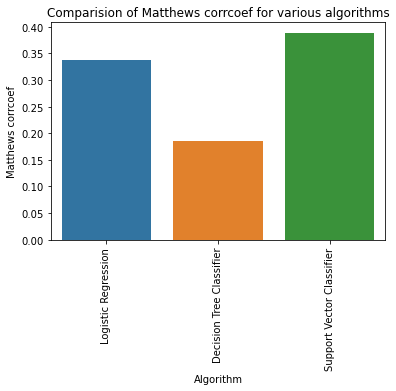 Comparision of Matthews corrcoef for various algorithms
0.40
0.35
0.30
0.25
0.20
0.15
0.10
0.05
0.00
Matthews corrcoef
Logistic Regression
Decision Tree Classifier
Support Vector Classifier
Algorithm